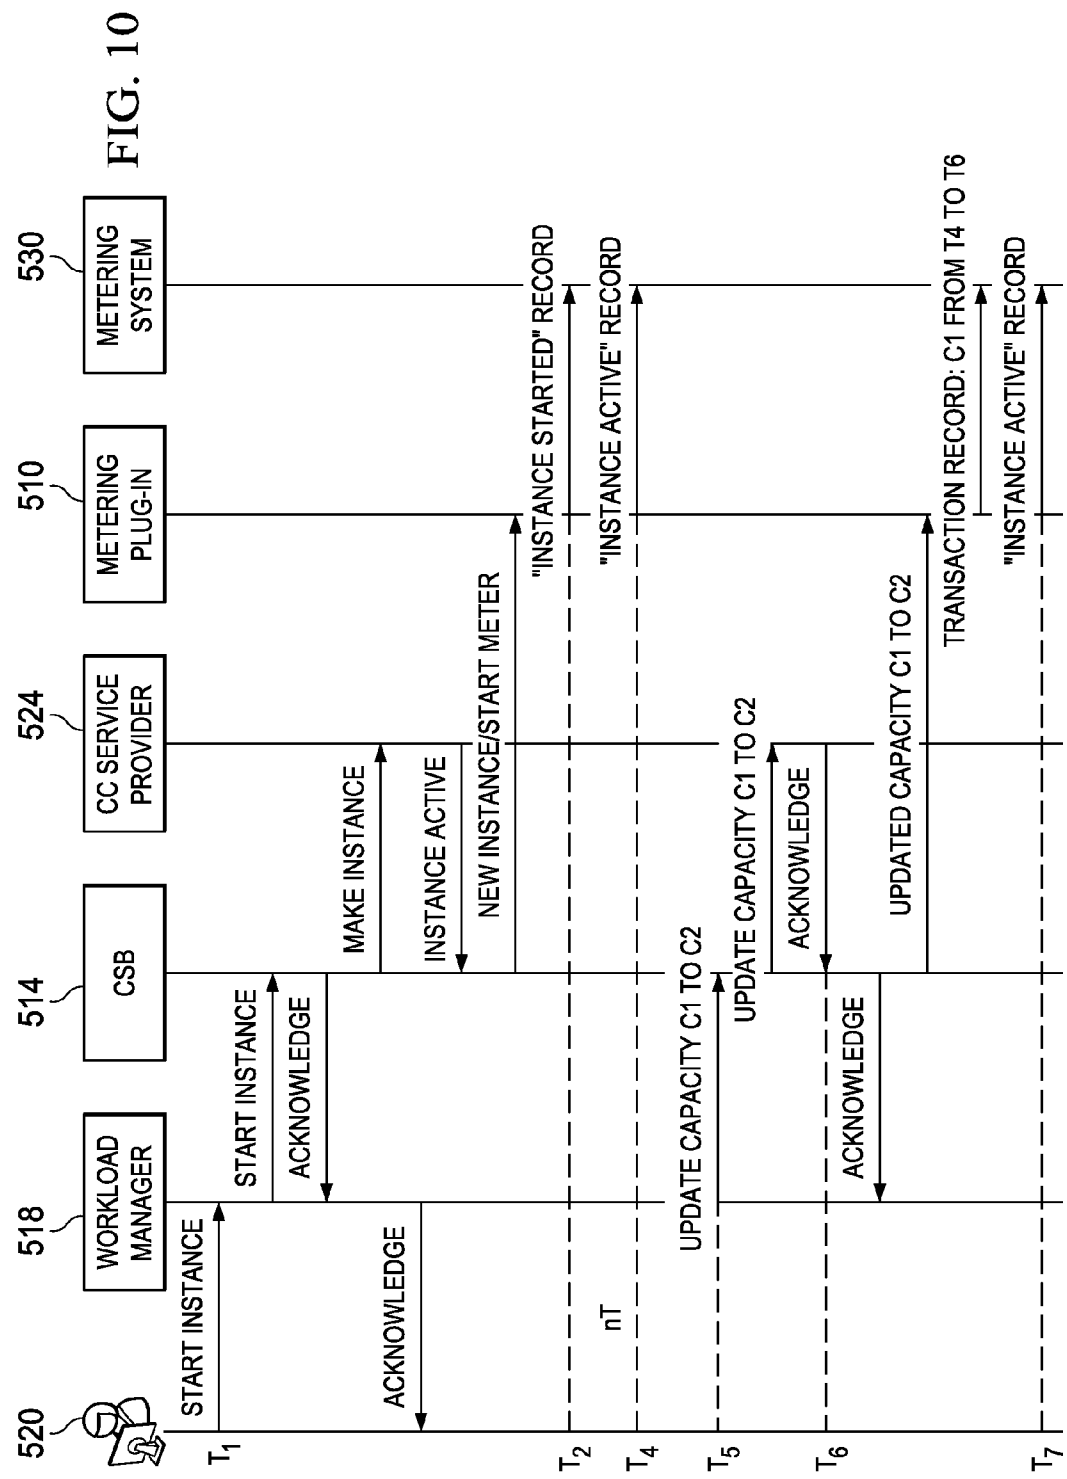 FIG. 10
520
518
514
524
510
530
WORKLOAD
MANAGER
CSB
CC SERVICE
PROVIDER
METERING
PLUG-IN
METERING
SYSTEM
T1
START INSTANCE
START INSTANCE
ACKNOWLEDGE
MAKE INSTANCE
ACKNOWLEDGE
INSTANCE ACTIVE
NEW INSTANCE/START METER
"INSTANCE STARTED" RECORD
T2
nT
"INSTANCE ACTIVE" RECORD
T4
UPDATE CAPACITY C1 TO C2
T5
UPDATE CAPACITY C1 TO C2
ACKNOWLEDGE
T6
ACKNOWLEDGE
UPDATED CAPACITY C1 TO C2
TRANSACTION RECORD: C1 FROM T4 TO T6
"INSTANCE ACTIVE" RECORD
T7